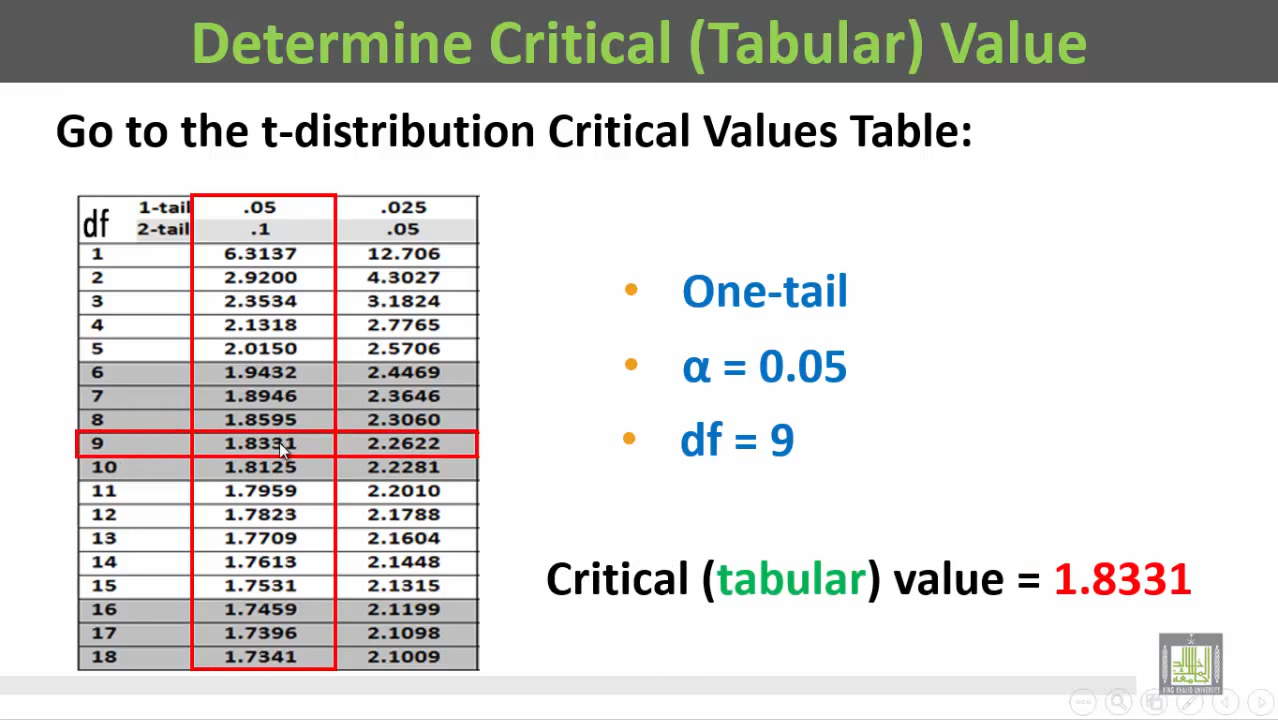 Determine Critical (Tabular) Value
Go to the t-distribution Critical Values Table:
df 1-tail .05 .025
2-tail .1 .05
1 6.3137 12.706
2 2.9200 4.3027
3 2.3534 3.1824
4 2.1318 2.7765
5 2.0150 2.5706
6 1.9432 2.4469
7 1.8946 2.3646
8 1.8595 2.3060
9 1.8331 2.2622
10 1.8125 2.2281
11 1.7959 2.2010
12 1.7823 2.1788
13 1.7709 2.1604
14 1.7613 2.1448
15 1.7531 2.1315
16 1.7459 2.1199
17 1.7396 2.1098
18 1.7341 2.1009
• One-tail
• α = 0.05
• df = 9
Critical (tabular) value = 1.8331
KING KHALID UNIVERSITY